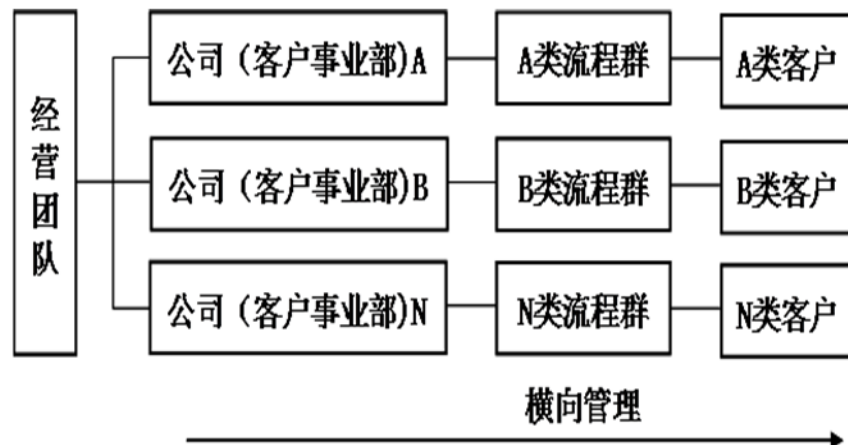 经营团队
公司（客户事业部)A
A类流程群
A类客户
公司（客户事业部)B
B类流程群
B类客户
公司（客户事业部)N
N类流程群
N类客户
横向管理